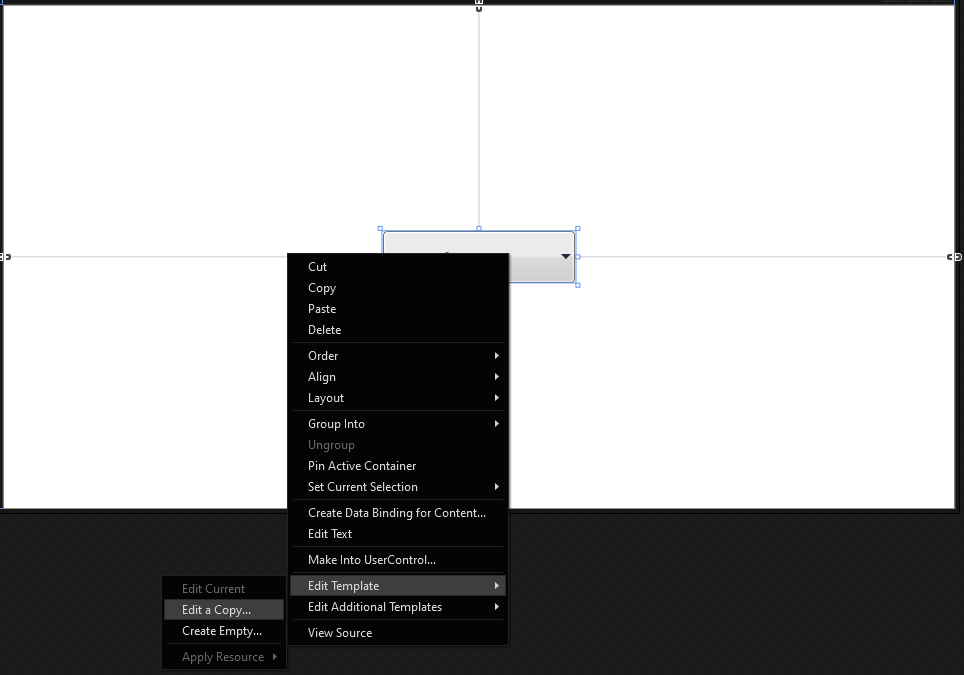 Cut
Copy
Paste
Delete
Order
Align
Layout
Group Into
Ungroup
Pin Active Container
Set Current Selection
Create Data Binding for Content...
Edit Text
Make Into UserControl...
Edit Template
Edit Additional Templates
View Source
Edit Current
Edit a Copy...
Create Empty...
Apply Resource